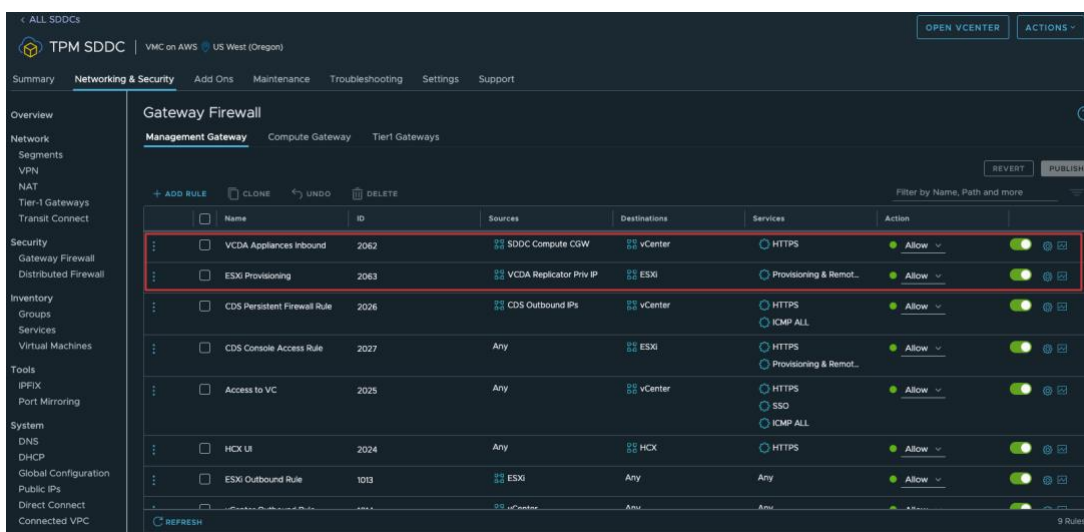 < ALL SDDCs
TPM SDDC | VMC on AWS US West (Oregon)
OPEN VCENTER
ACTIONS
Summary Networking & Security Add Ons Maintenance Troubleshooting Settings Support
Overview
Network
Segments
VPN
NAT
Tier-1 Gateways
Transit Connect
Security
Gateway Firewall
Distributed Firewall
Inventory
Groups
Services
Virtual Machines
Tools
IPFIX
Port Mirroring
System
DNS
DHCP
Global Configuration
Public IPs
Direct Connect
Connected VPC
Gateway Firewall
Management Gateway Compute Gateway Tier1 Gateways
REVERT PUBLISH
+ ADD RULE CLONE UNDO DELETE Filter by Name, Path and more
Name ID Sources Destinations Services Action
VCDA Appliances Inbound 2062 SDDC Compute CGW vCenter HTTPS Allow
ESXi Provisioning 2063 VCDA Replicator Priv IP ESXi Provisioning & Remot... Allow
CDS Persistent Firewall Rule 2026 CDS Outbound IPs vCenter HTTPS Allow
ICMP ALL
CDS Console Access Rule 2027 Any ESXi HTTPS Allow
Provisioning & Remot...
Access to VC 2025 Any vCenter HTTPS Allow
SSO
ICMP ALL
HCX UI 2024 Any HCX HTTPS Allow
ESXi Outbound Rule 1013 ESXi Any Any Allow
REFRESH 9 Rules